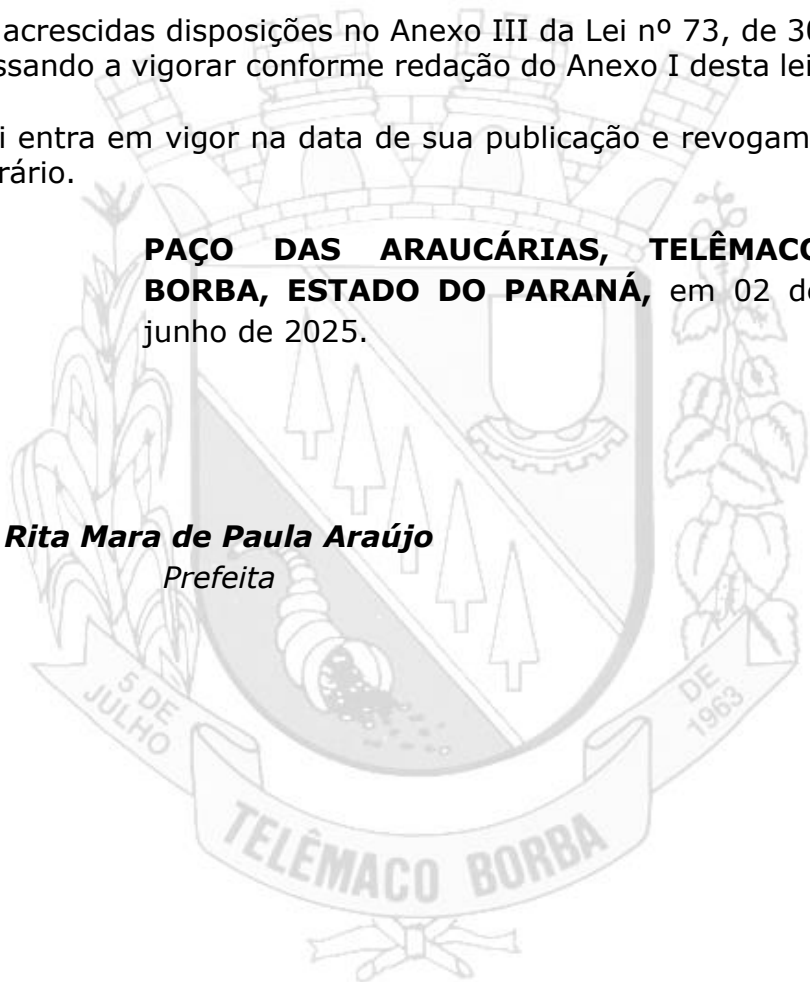 acrescidas disposições no Anexo III da Lei nº 73, de 30
ssando a vigorar conforme redação do Anexo I desta lei
i entra em vigor na data de sua publicação e revogam
rário.
PAÇO DAS ARAUCÁRIAS, TELÊMACO
BORBA, ESTADO DO PARANÁ, em 02 de
junho de 2025.
Rita Mara de Paula Araújo
Prefeita
5 DE
JULHO
DE
1963
TELÊMACO BORBA